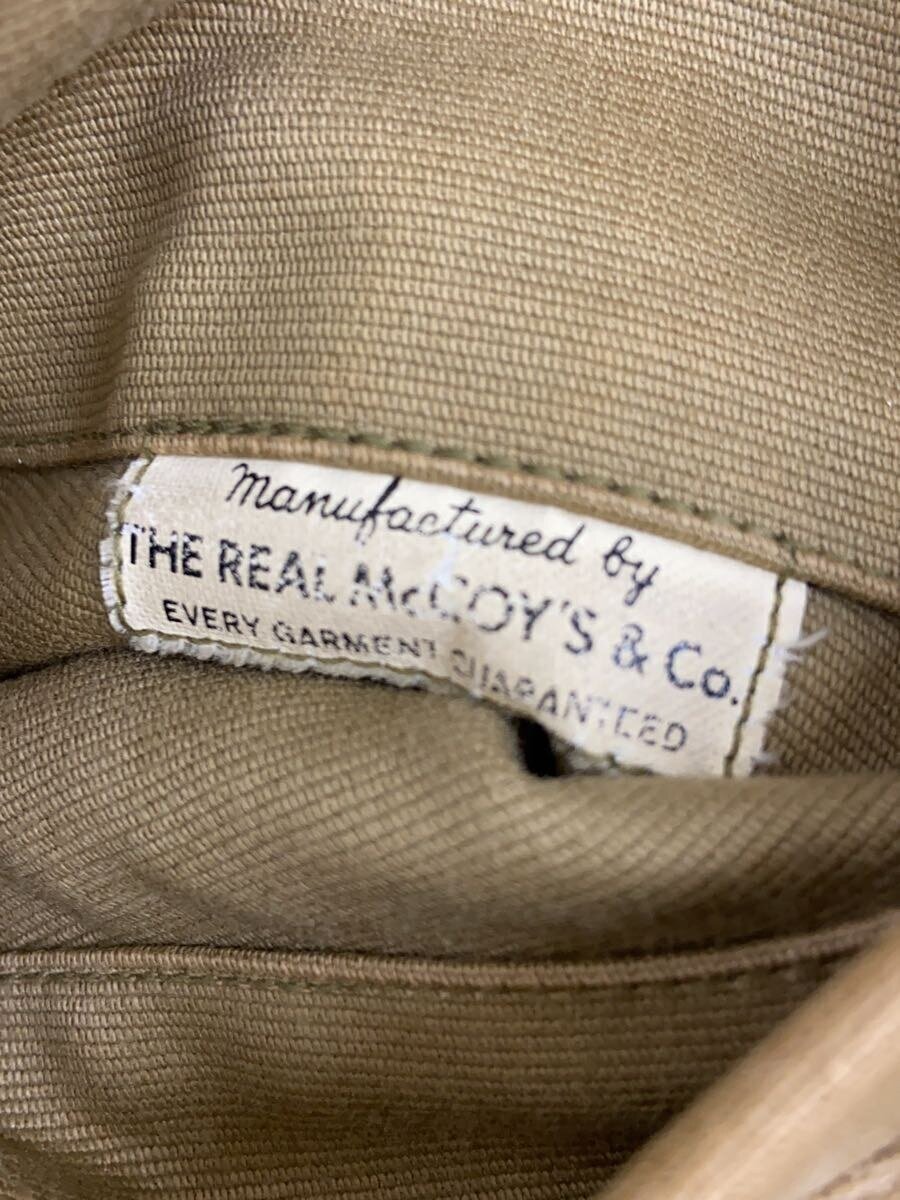 manufactured by
THE REAL McCOY'S & Co.
EVERY GARMENT GUARANTEED